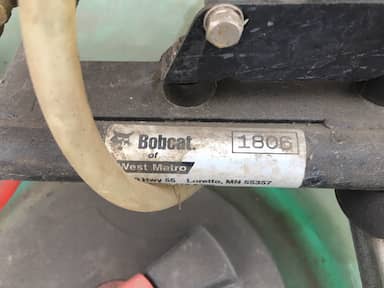 Bobcat 1806
of
West Metro
Hwy 55 Loretto, MN 55357